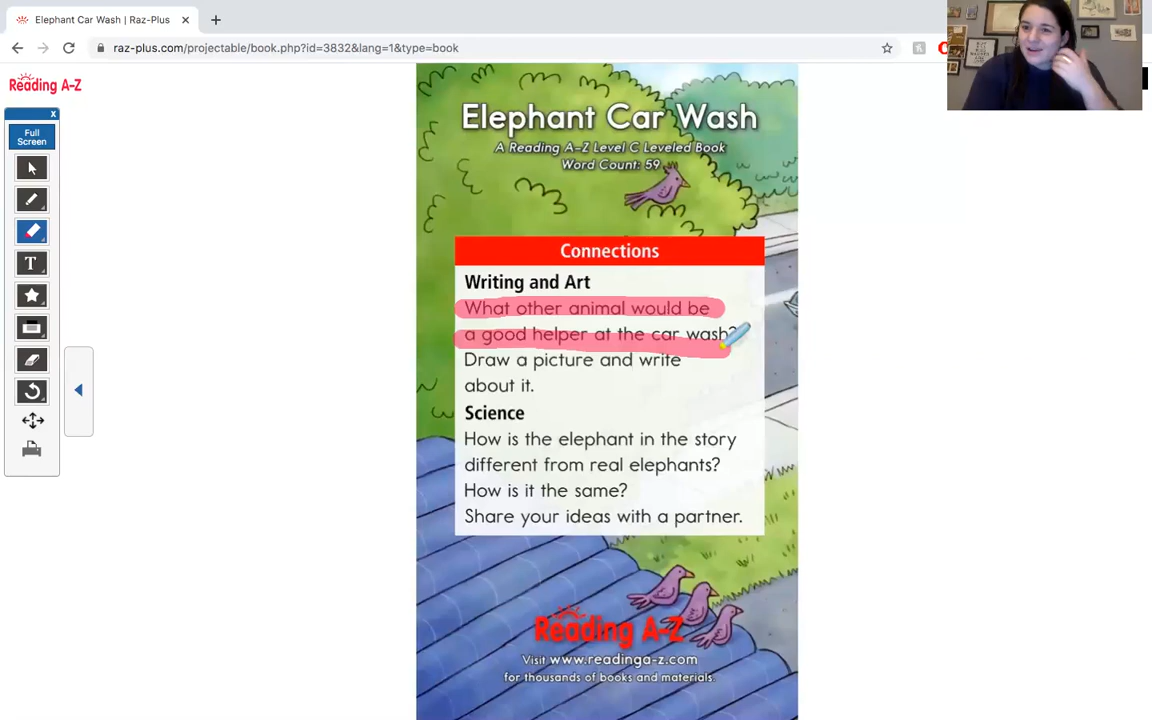 Elephant Car Wash | Raz-Plus
raz-plus.com/projectable/book.php?id=3832&lang=1&type=book
Reading A-Z
X
Full
Screen
T
Elephant Car Wash
A Reading A–Z Level C Leveled Book
Word Count: 59
Connections
Writing and Art
What other animal would be
a good helper at the car wash?
Draw a picture and write
about it.
Science
How is the elephant in the story
different from real elephants?
How is it the same?
Share your ideas with a partner.
Reading A-Z
Visit www.readinga-z.com
for thousands of books and materials.